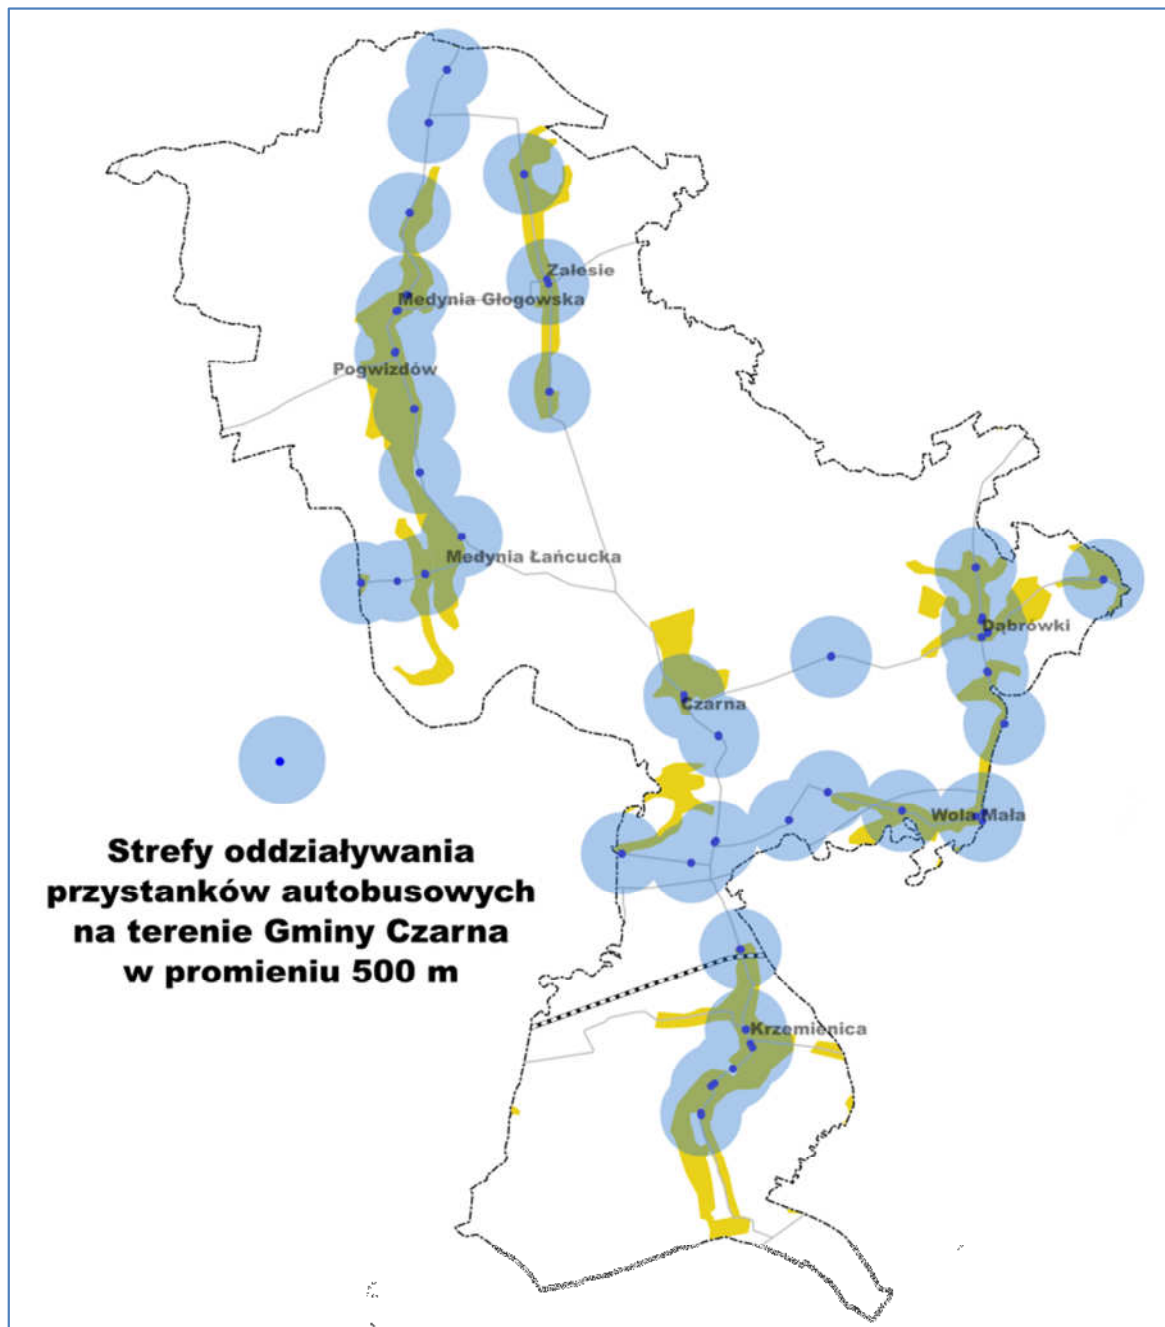 Zalesie
Medynia Głogowska
Pogwizdów
Medynia Łańcucka
Dąbrówki
Czarna
Wola Mała
Strefy oddziaływania
przystanków autobusowych
na terenie Gminy Czarna
w promieniu 500 m
Krzemienica